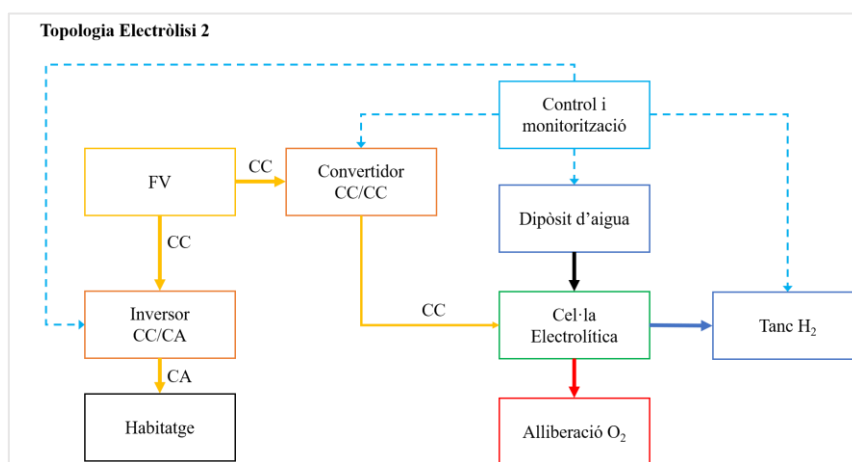 Topologia Electròlisi 2
Control i
monitorització
FV
CC
Convertidor
CC/CC
Dipòsit d'aigua
CC
Inversor
CC/CA
CC
Cel·la
Electrolítica
Tanc H₂
CA
Habitatge
Alliberació O₂